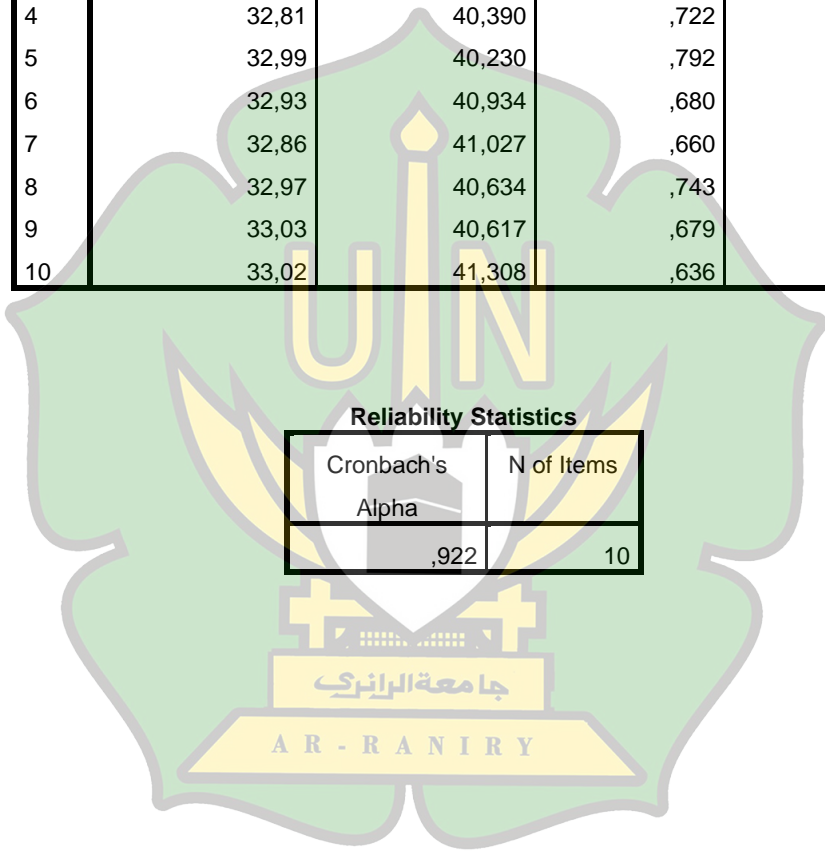 4 32,81 40,390 ,722
5 32,99 40,230 ,792
6 32,93 40,934 ,680
7 32,86 41,027 ,660
8 32,97 40,634 ,743
9 33,03 40,617 ,679
10 33,02 41,308 ,636
UIN
Reliability Statistics
Cronbach's Alpha N of Items
,922 10
جامعة الرانري
AR-RANIRY